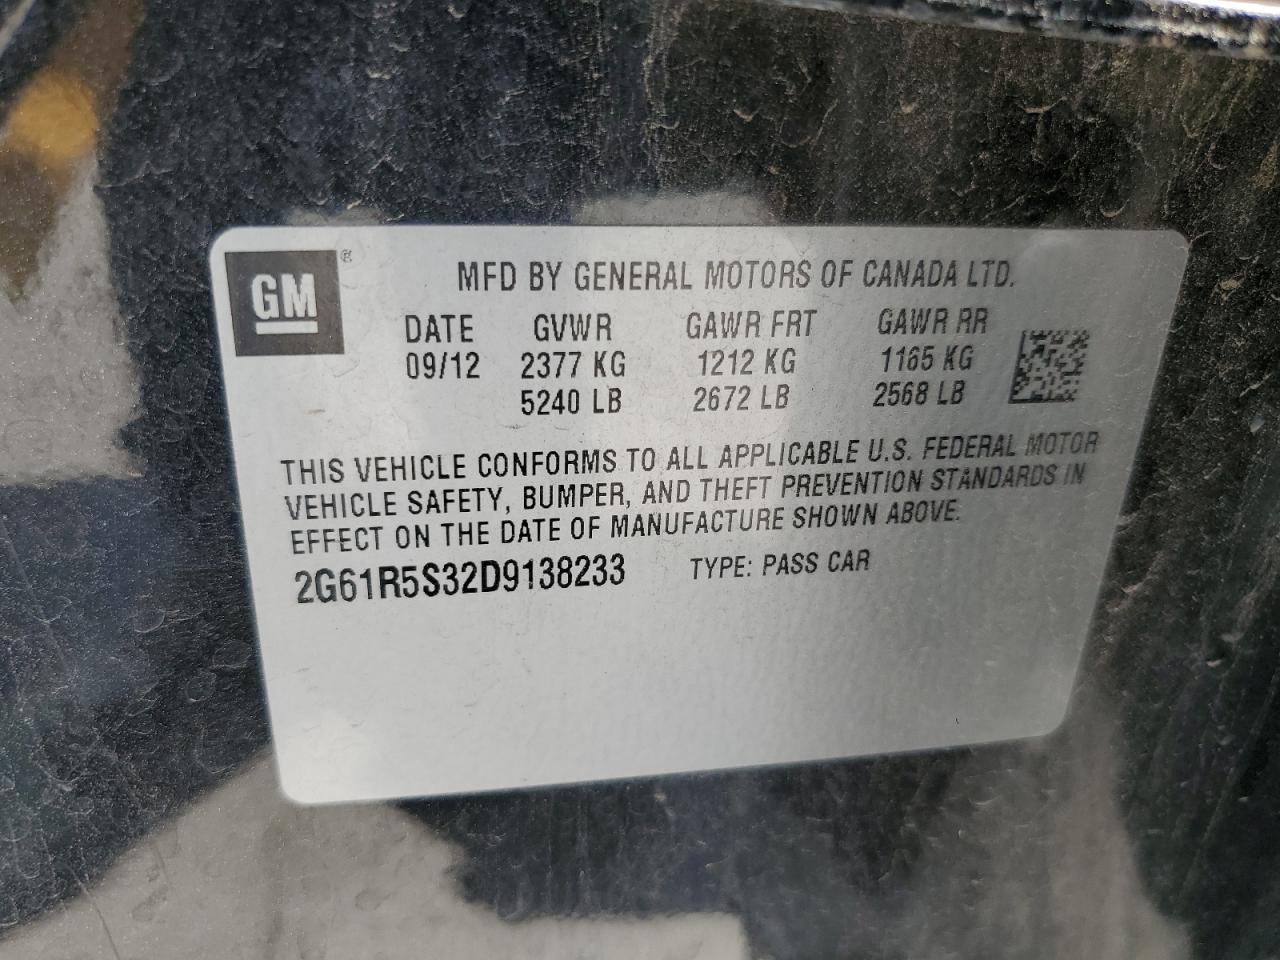 GM ®
MFD BY GENERAL MOTORS OF CANADA LTD.
DATE GVWR GAWR FRT GAWR RR
09/12 2377 KG 1212 KG 1165 KG
5240 LB 2672 LB 2568 LB
THIS VEHICLE CONFORMS TO ALL APPLICABLE U.S. FEDERAL MOTOR
VEHICLE SAFETY, BUMPER, AND THEFT PREVENTION STANDARDS IN
EFFECT ON THE DATE OF MANUFACTURE SHOWN ABOVE.
2G61R5S32D9138233 TYPE: PASS CAR